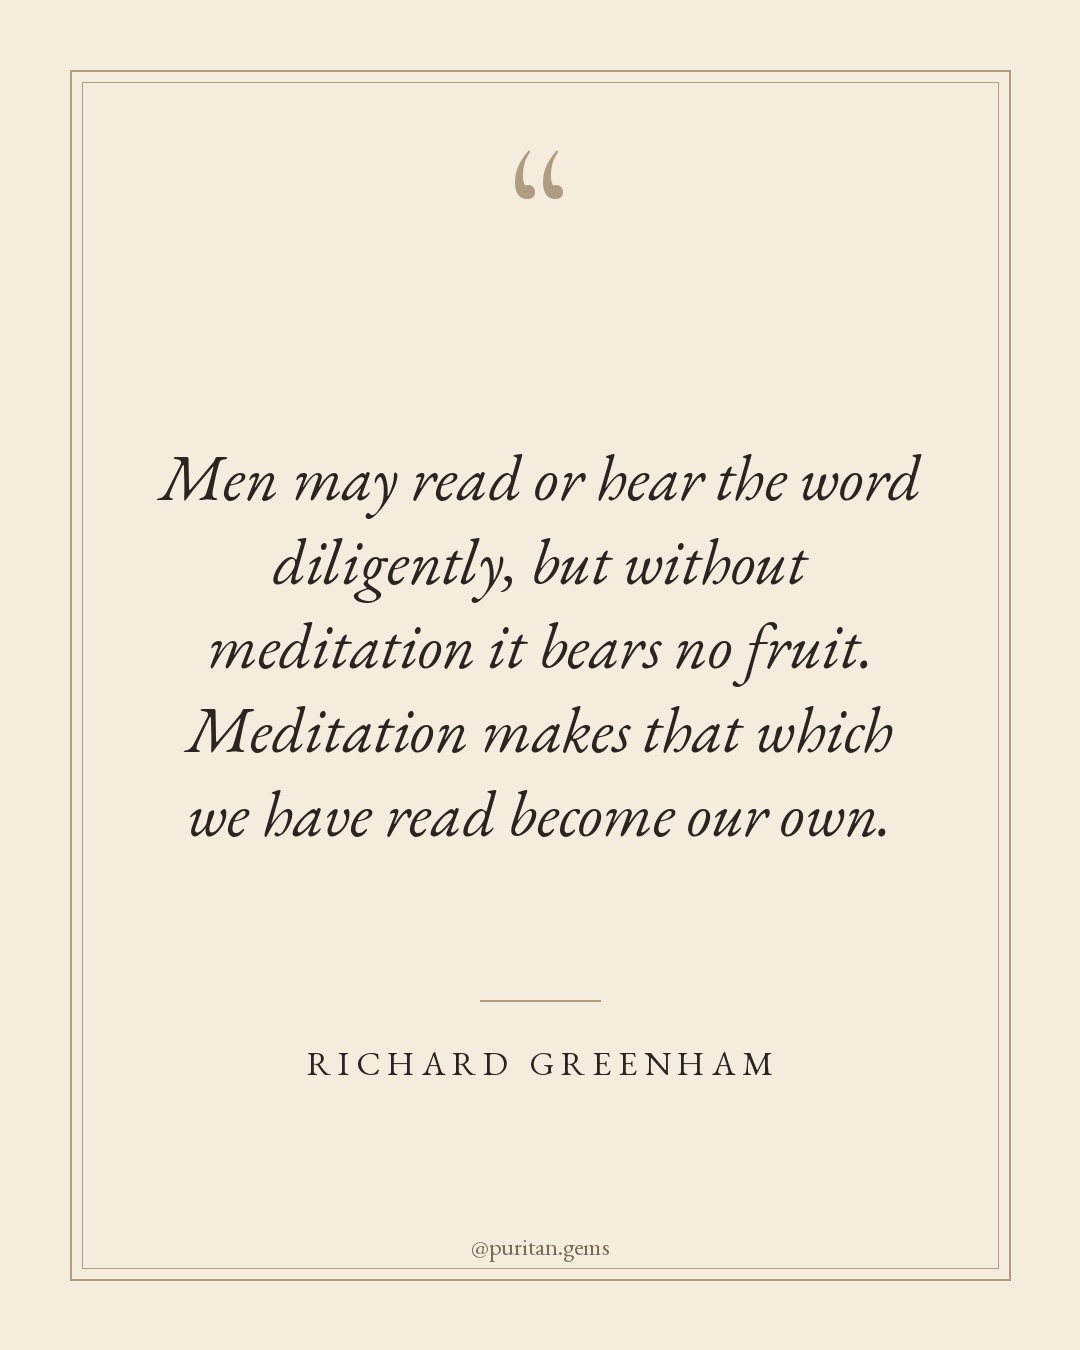 “
Men may read or hear the word
diligently, but without
meditation it bears no fruit.
Meditation makes that which
we have read become our own.
RICHARD GREENHAM
@puritan.gems